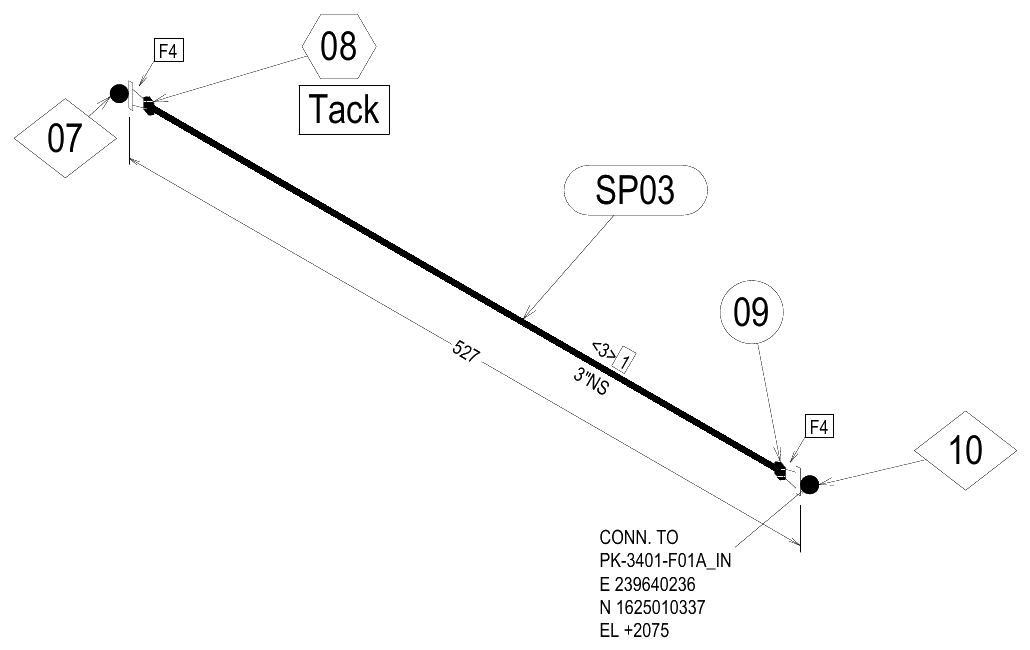 F4
08
Tack
07
SP03
09
527
<3> 1
3"NS
F4
10
CONN. TO
PK-3401-F01A_IN
E 239640236
N 1625010337
EL +2075